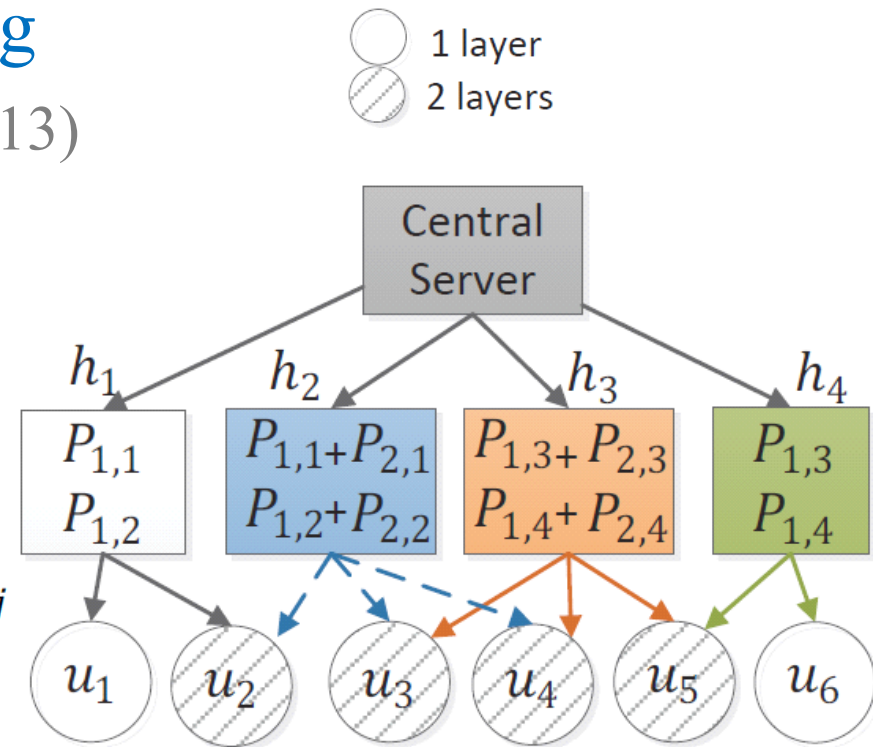 g
13)
1 layer
2 layers
Central
Server
h₁ h₂ h₃ h₄
P₁,₁ P₁,₁+P₂,₁ P₁,₃+ P₂,₃ P₁,₃
P₁,₂ P₁,₂+P₂,₂ P₁,₄+ P₂,₄ P₁,₄
u₁ u₂ u₃ u₄ u₅ u₆